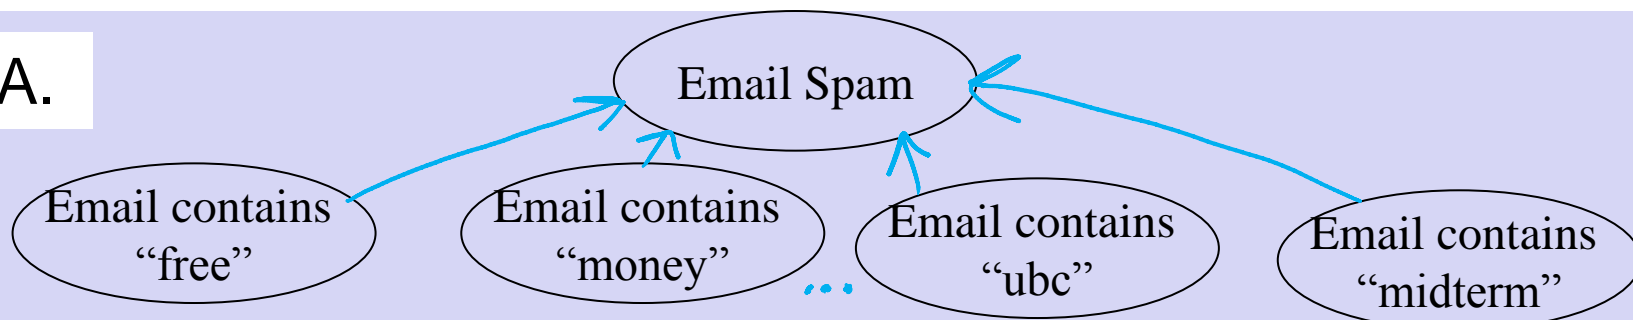 A.
Email Spam
Email contains
“free”
Email contains
“money”
...
Email contains
“ubc”
Email contains
“midterm”